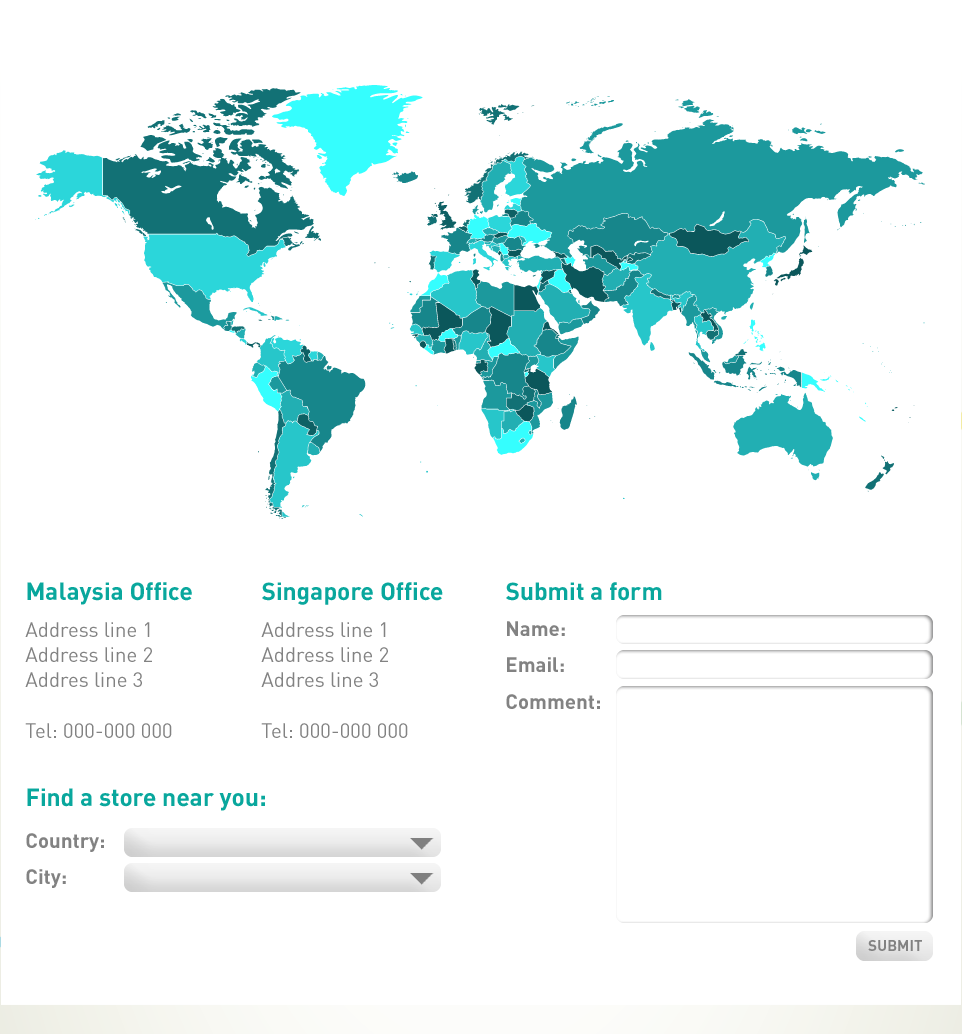 Malaysia Office
Address line 1
Address line 2
Addres line 3
Tel: 000-000 000
Singapore Office
Address line 1
Address line 2
Addres line 3
Tel: 000-000 000
Find a store near you:
Country:
City:
Submit a form
Name:
Email:
Comment:
SUBMIT